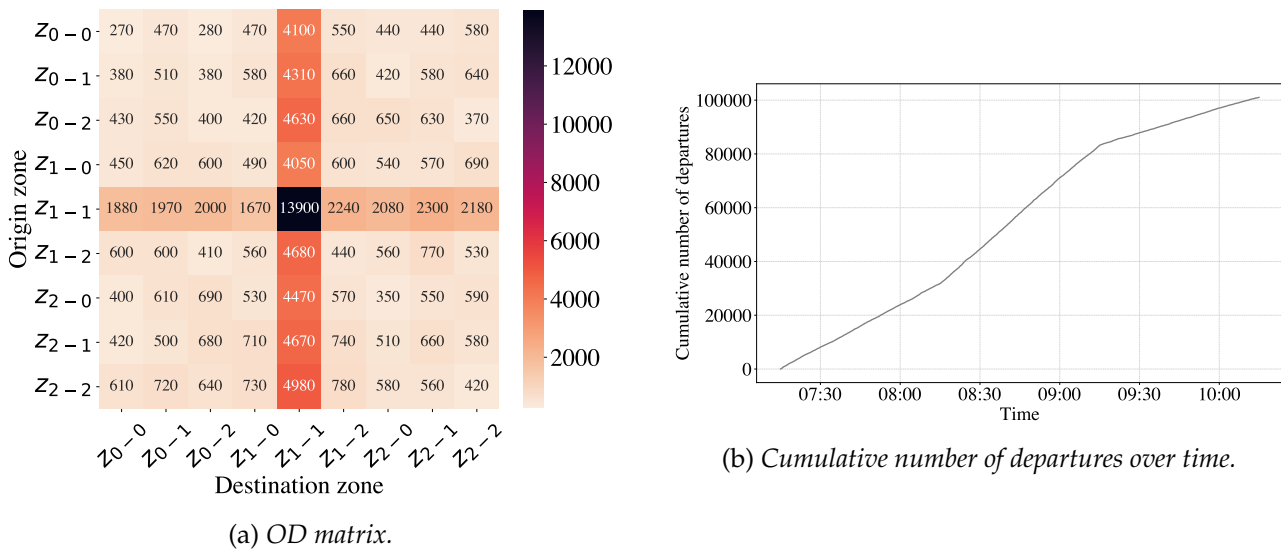 Origin zone
z0−0 270 470 280 470 4100 550 440 440 580
z0−1 380 510 380 580 4310 660 420 580 640
z0−2 430 550 400 420 4630 660 650 630 370
z1−0 450 620 600 490 4050 600 540 570 690
z1−1 1880 1970 2000 1670 13900 2240 2080 2300 2180
z1−2 600 600 410 560 4680 440 560 770 530
z2−0 400 610 690 530 4470 570 350 550 590
z2−1 420 500 680 710 4670 740 510 660 580
z2−2 610 720 640 730 4980 780 580 560 420
z0−0 z0−1 z0−2 z1−0 z1−1 z1−2 z2−0 z2−1 z2−2
Destination zone
12000
10000
8000
6000
4000
2000
(a) OD matrix.
Cumulative number of departures
100000
80000
60000
40000
20000
0
07:30 08:00 08:30 09:00 09:30 10:00
Time
(b) Cumulative number of departures over time.